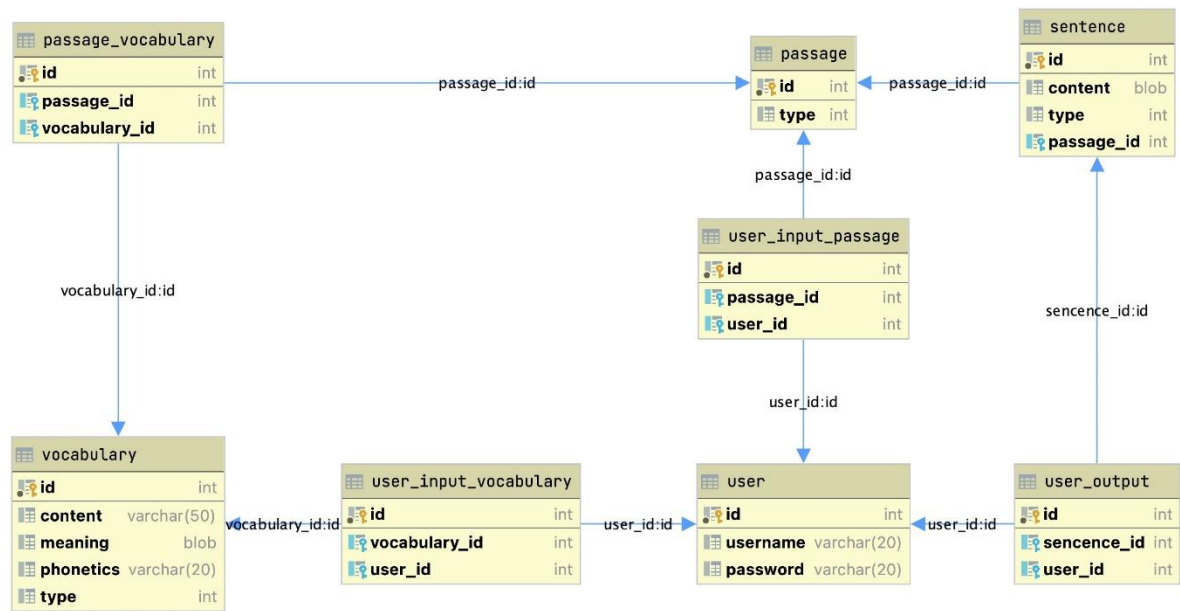 passage_vocabulary
id int
passage_id int
vocabulary_id int
passage_id:id
passage
id int
type int
passage_id:id
sentence
id int
content blob
type int
passage_id int
passage_id:id
user_input_passage
id int
passage_id int
user_id int
vocabulary_id:id
sencence_id:id
user_id:id
vocabulary
id int
content varchar(50)
meaning blob
phonetics varchar(20)
type int
vocabulary_id:id
user_input_vocabulary
id int
vocabulary_id int
user_id int
user_id:id
user
id int
username varchar(20)
password varchar(20)
user_id:id
user_output
id int
sencence_id int
user_id int